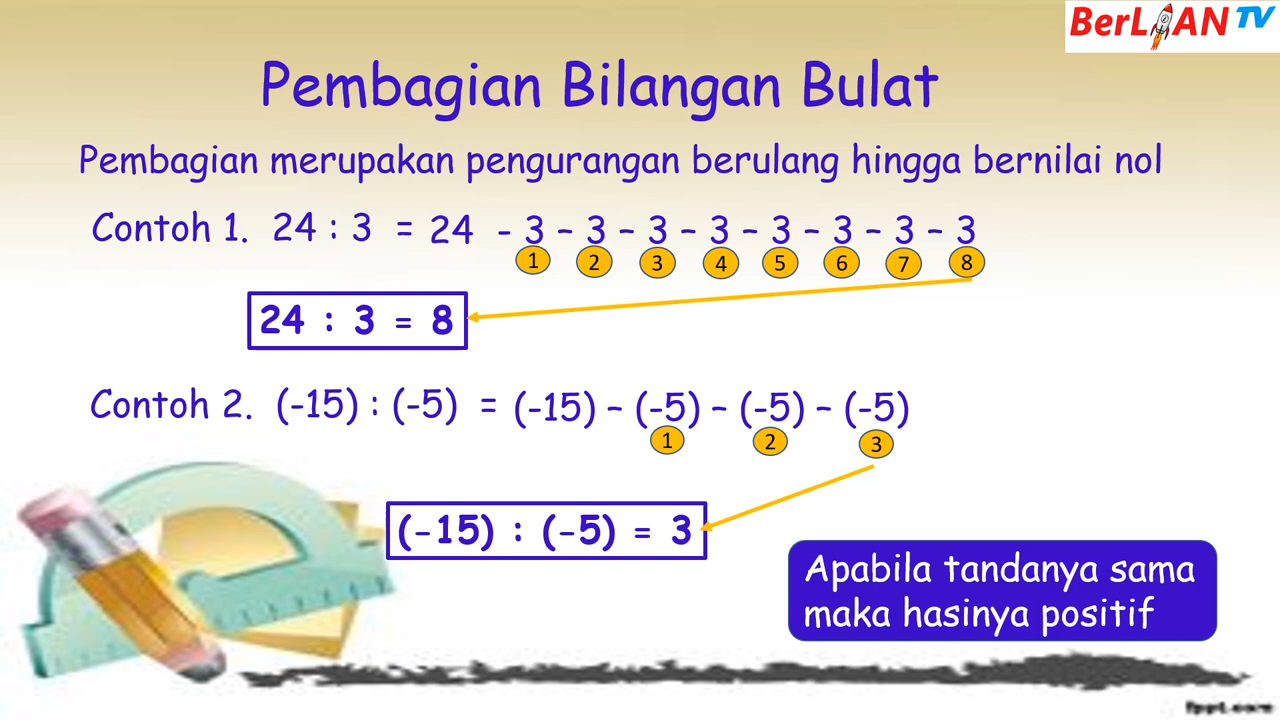 BerLIAN TV
Pembagian Bilangan Bulat
Pembagian merupakan pengurangan berulang hingga bernilai nol
Contoh 1. 24 : 3 = 24 - 3 – 3 – 3 – 3 – 3 – 3 – 3 – 3
1 2 3 4 5 6 7 8
24 : 3 = 8
Contoh 2. (-15) : (-5) = (-15) – (-5) – (-5) – (-5)
1 2 3
(-15) : (-5) = 3
Apabila tandanya sama
maka hasinya positif
fppt.com